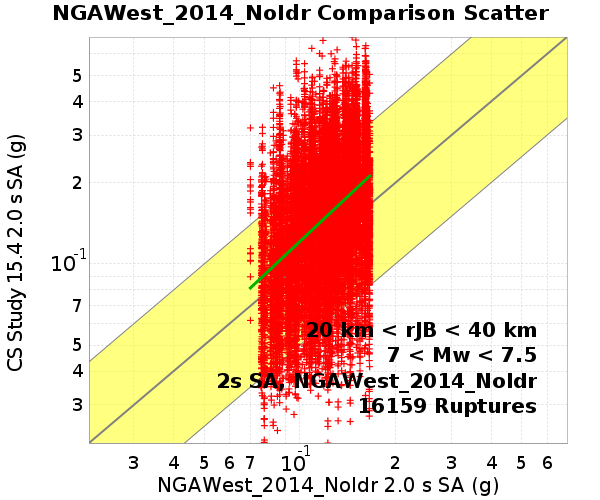 NGAWest_2014_NoIdr Comparison Scatter
CS Study 15.4 2.0 s SA (g)
5
4
3
2
10-1
7
5
4
3
20 km < rJB < 40 km
7 < Mw < 7.5
2s SA, NGAWest_2014_NoIdr
16159 Ruptures
3 4 5 6 7 10-1 2 3 4 5 6
NGAWest_2014_NoIdr 2.0 s SA (g)